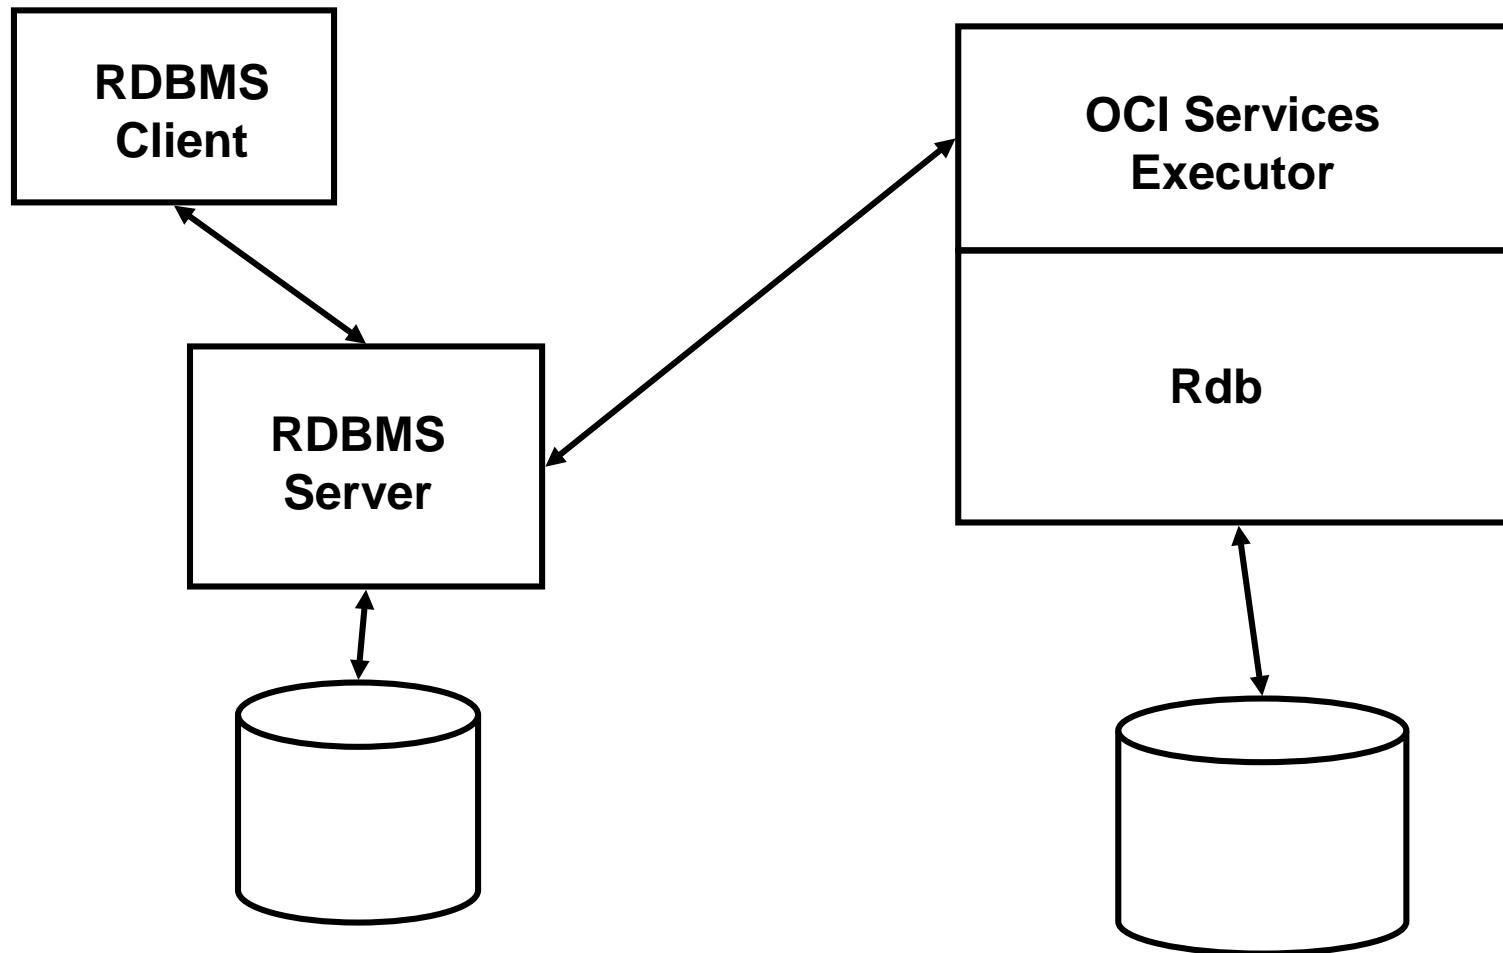 RDBMS
Client
OCI Services
Executor
Rdb
RDBMS
Server